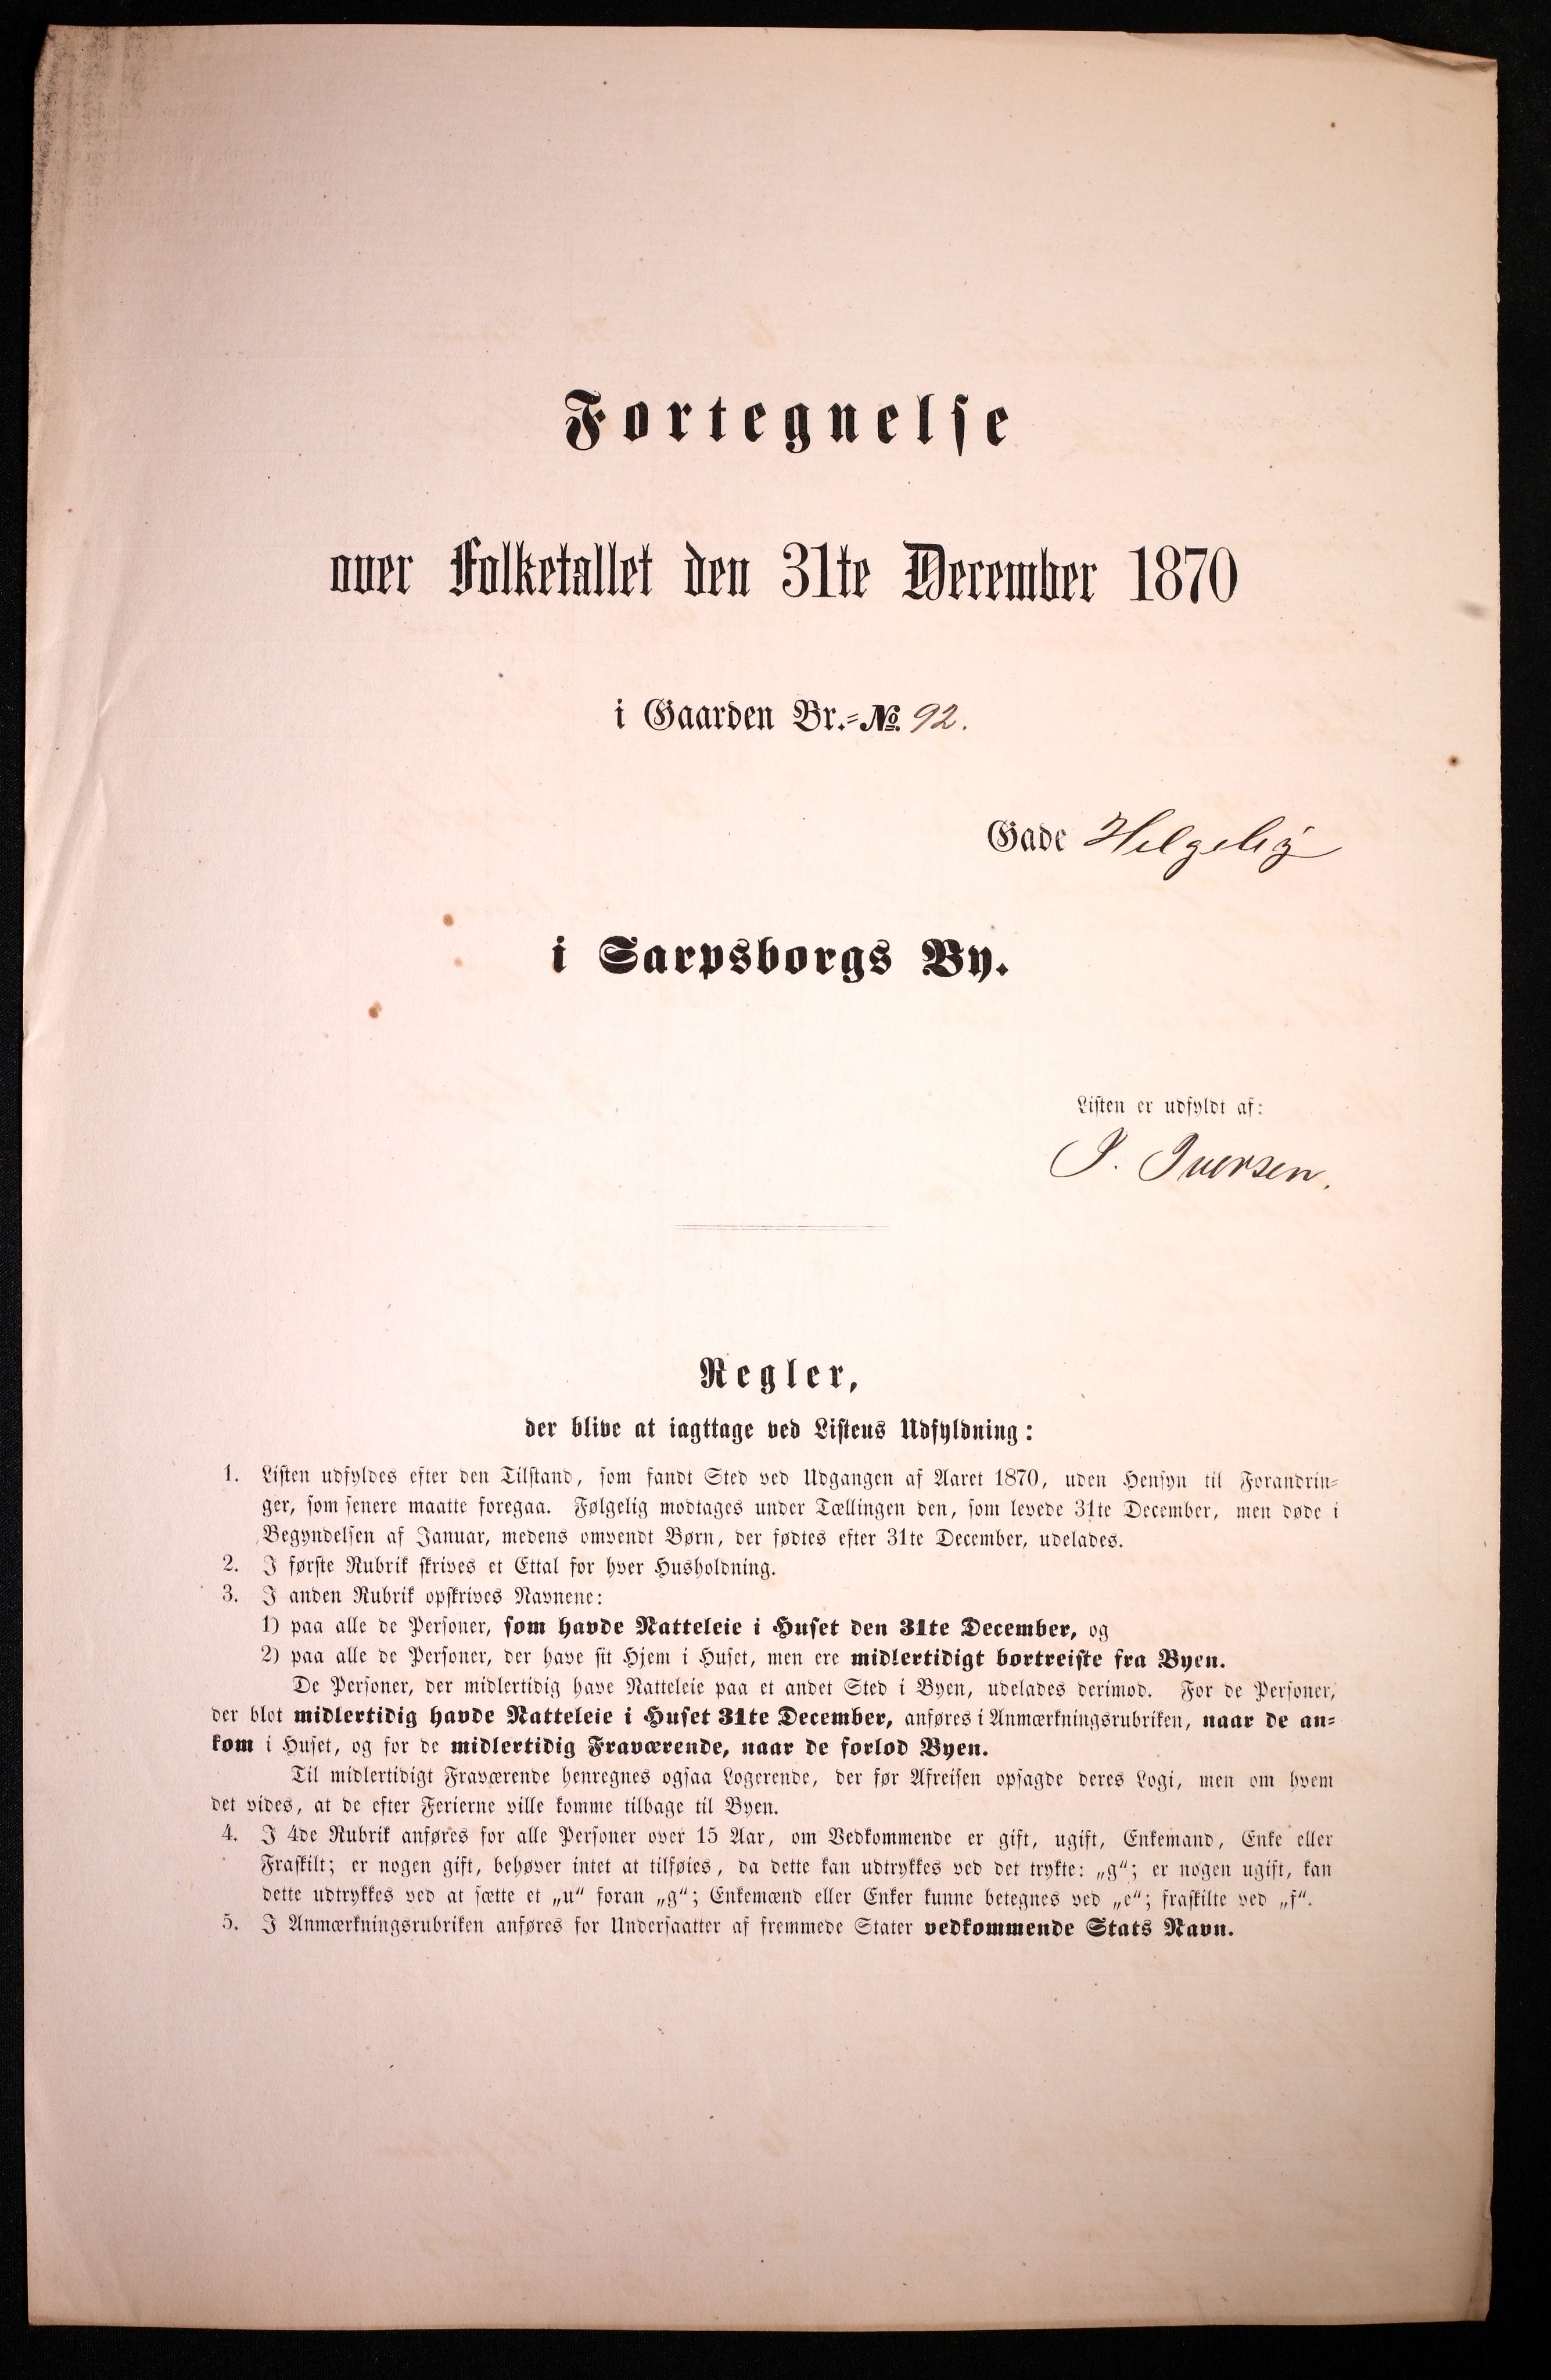 Fortegnelse
over Folketallet den 31te December 1870
i Gaarden Br.=No. 92.
Gade Helgeby
i Sarpsborgs By.
Listen er udfyldt af:
I. Iversen.
Regler,
der blive at iagttage ved Listens Udfyldning:
1. Listen udfyldes efter den Tilstand, som fandt Sted ved Udgangen af Aaret 1870, uden Hensyn til Forandrin=
ger, som senere maatte foregaa. Følgelig modtages under Tællingen den, som levede 31te December, men døde i
Begyndelsen af Januar, medens omvendt Børn, der fødtes efter 31te December, udelades.
2. I første Rubrik skrives et Ettal for hver Husholdning.
3. I anden Rubrik opskrives Navnene:
1) paa alle de Personer, som havde Natteleie i Huset den 31te December, og
2) paa alle de Personer, der have sit Hjem i Huset, men ere midlertidigt bortreiste fra Byen.
De Personer, der midlertidig have Natteleie paa et andet Sted i Byen, udelades derimod. For de Personer,
der blot midlertidig havde Natteleie i Huset 31te December, anføres i Anmærkningsrubriken, naar de an=
kom i Huset, og for de midlertidig Fraværende, naar de forlod Byen.
Til midlertidigt Fraværende henregnes ogsaa Logerende, der før Afreisen opsagde deres Logi, men om hvem
det vides, at de efter Ferierne ville komme tilbage til Byen.
4. I 4de Rubrik anføres for alle Personer over 15 Aar, om Vedkommende er gift, ugift, Enkemand, Enke eller
Fraskilt; er nogen gift, behøver intet at tilføies, da dette kan udtrykkes ved det trykte: „g“; er nogen ugift, kan
dette udtrykkes ved at sætte et „u“ foran „g“; Enkemænd eller Enker kunne betegnes ved „e“; fraskilte ved „f“.
5. I Anmærkningsrubriken anføres for Undersaatter af fremmede Stater vedkommende Stats Navn.